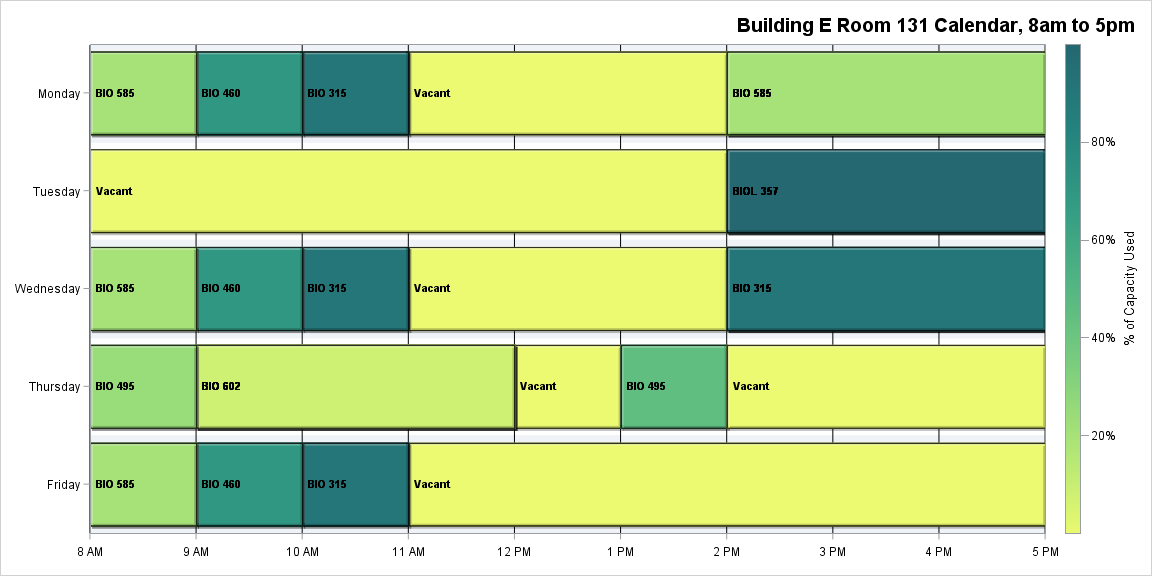 Building E Room 131 Calendar, 8am to 5pm
Monday
BIO 585
BIO 460
BIO 315
Vacant
BIO 585
Tuesday
Vacant
BIOL 357
Wednesday
BIO 585
BIO 460
BIO 315
Vacant
BIO 315
Thursday
BIO 495
BIO 602
Vacant
BIO 495
Vacant
Friday
BIO 585
BIO 460
BIO 315
Vacant
8 AM
9 AM
10 AM
11 AM
12 PM
1 PM
2 PM
3 PM
4 PM
5 PM
80%
60%
40%
20%
% of Capacity Used